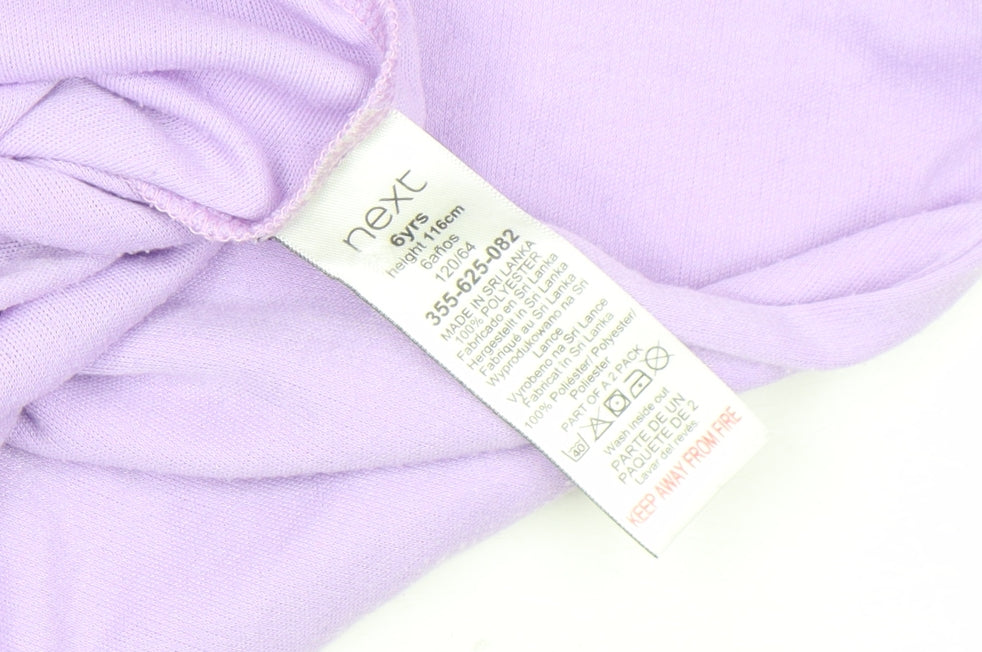 next
6yrs
height 116cm
6años
120/64
355-625-082
MADE IN SRI LANKA
100% POLYESTER
Fabricado en Sri Lanka
Hergestellt in Sri Lanka
Fabriqué au Sri Lanka
Wyprodukowano na Sri
Lance
Vyrobeno na Sri Lance
Fabricat in Sri Lanka
100% Poliéster/ Polyester/
Poliester
PART OF A 2 PACK
40
Wash inside out
PARTE DE UN
PAQUETE DE 2
Lavar del revés
KEEP AWAY FROM FIRE